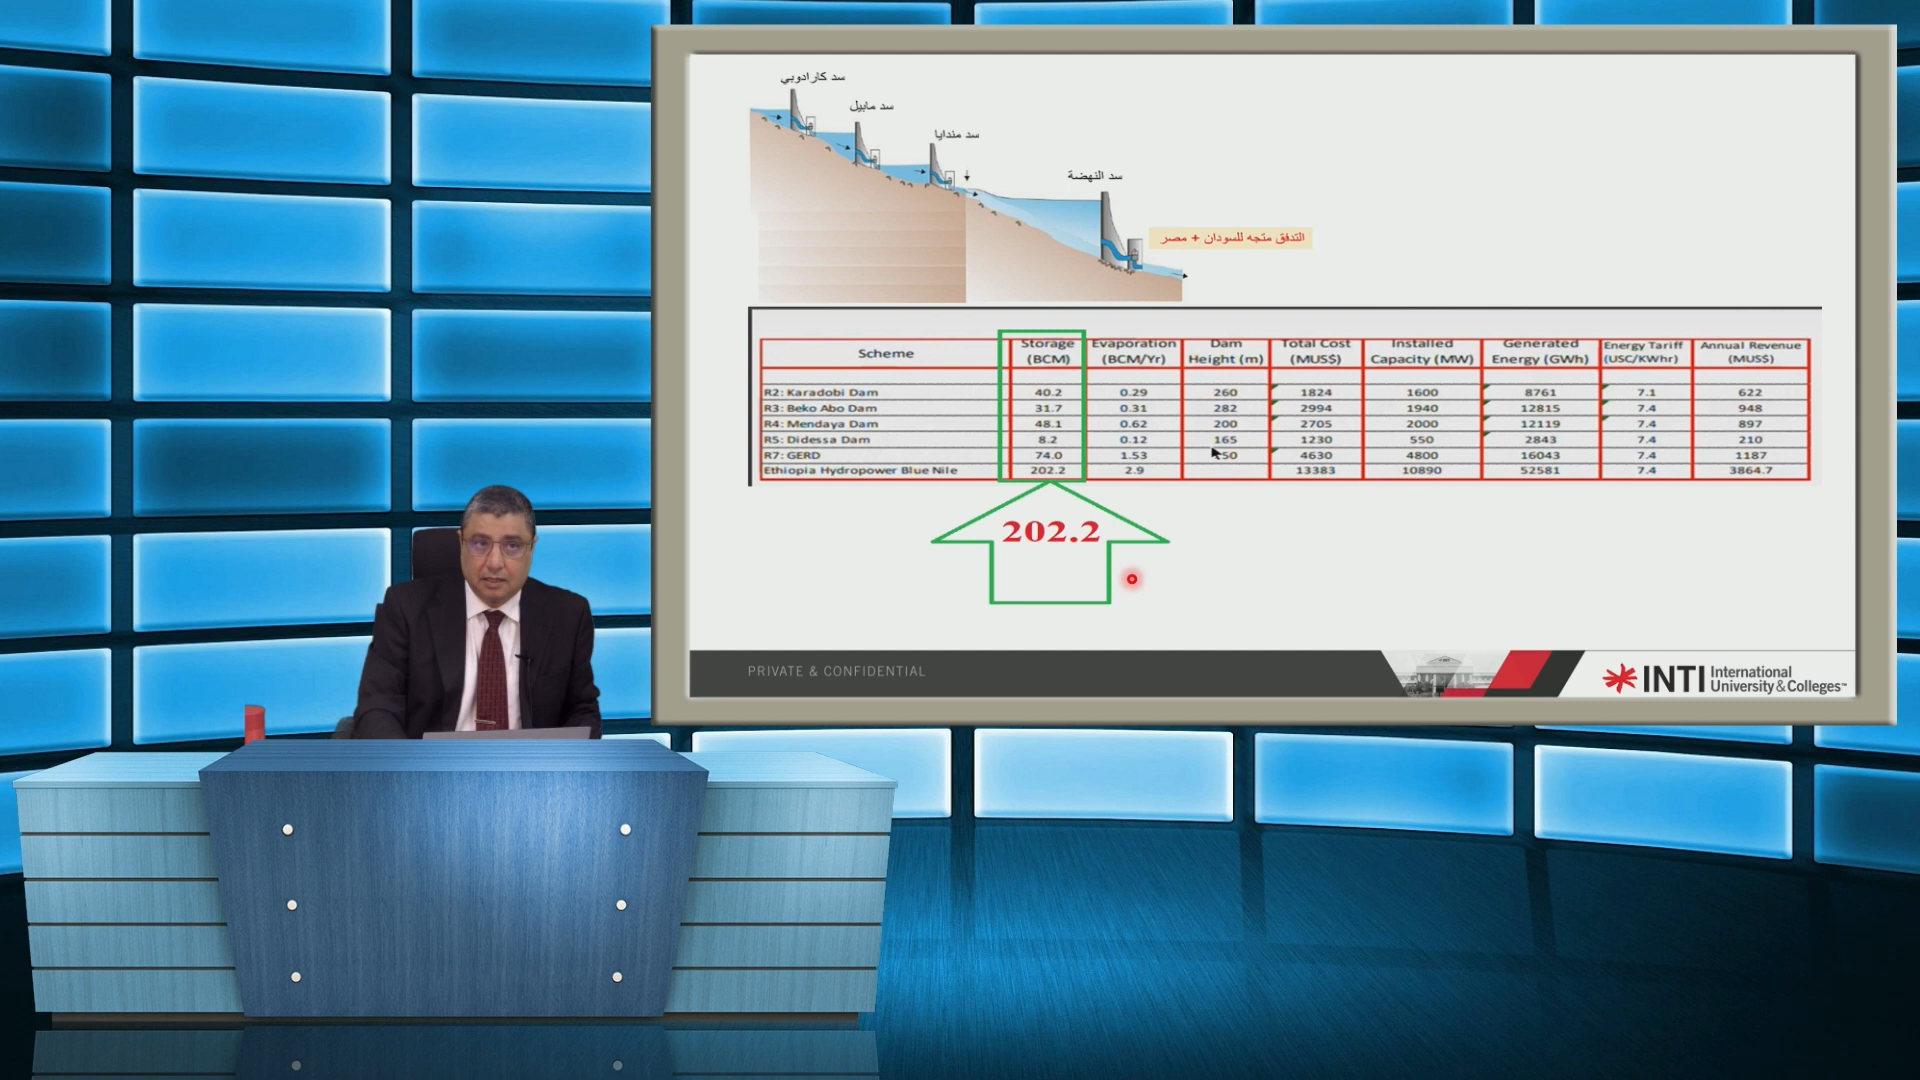 سد كارادوبي
سد مابيل
سد مندايا
سد النهضة
التدفق متجه للسودان + مصر
Scheme Storage (BCM) Evaporation (BCM/Yr) Dam Height (m) Total Cost (MUS$) Installed Capacity (MW) Generated Energy (GWh) Energy Tariff (USC/KWhr) Annual Revenue (MUS$)
R2: Karadobi Dam 40.2 0.29 260 1824 1600 8761 7.1 622
R3: Beko Abo Dam 31.7 0.31 282 2994 1940 12815 7.4 948
R4: Mendaya Dam 48.1 0.62 200 2705 2000 12119 7.4 897
R5: Didessa Dam 8.2 0.12 165 1230 550 2843 7.4 210
R7: GERD 74.0 1.53 4630 4800 16043 7.4 1187
Ethiopia Hydropower Blue Nile 202.2 2.9 13383 10890 52581 7.4 3864.7
202.2
PRIVATE & CONFIDENTIAL
INTI International University & Colleges